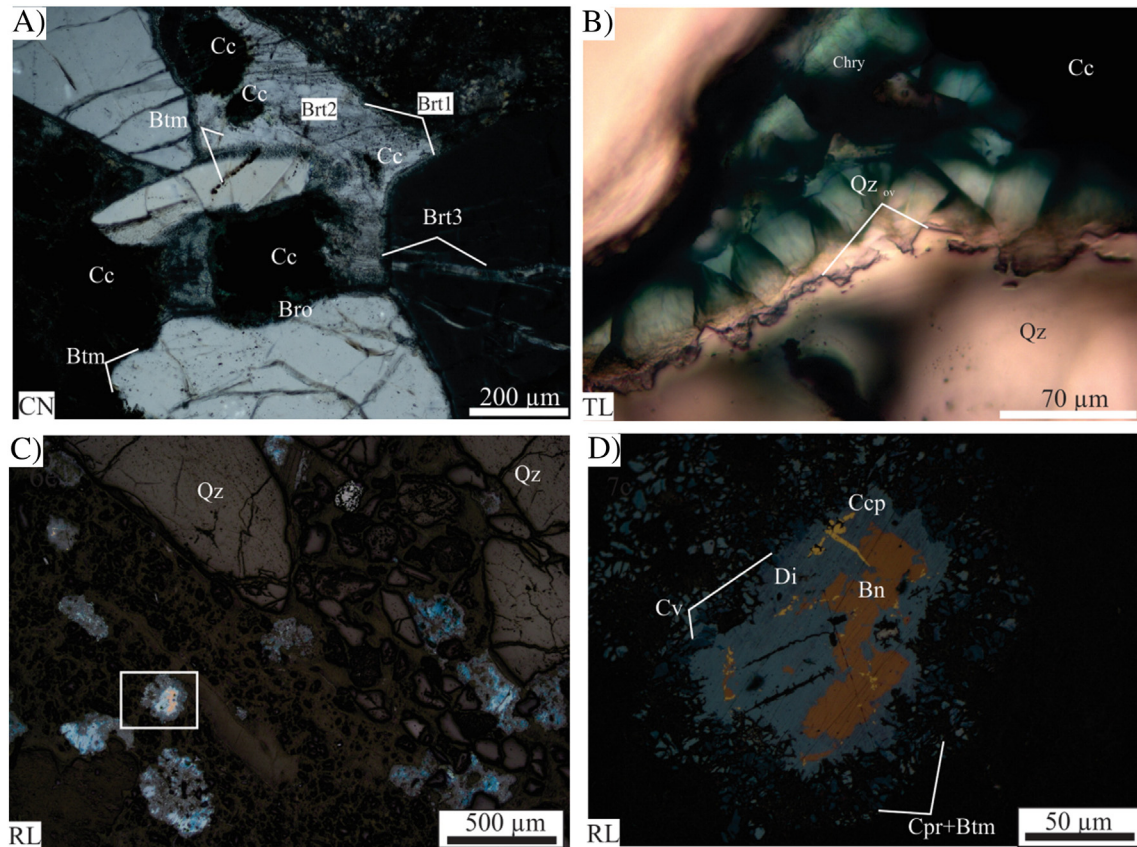 A)
Cc
Cc
Brt2
Brt1
Btm
Cc
Brt3
Cc
Cc
Bro
Btm
200 µm
CN
B)
Chry
Cc
Qz ov
Qz
70 µm
TL
C)
Qz
Qz
500 µm
RL
D)
Ccp
Di
Bn
Cv
Cpr+Btm
50 µm
RL